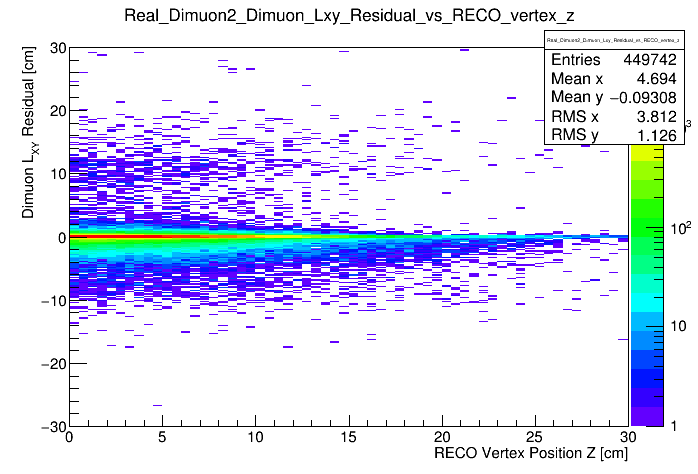 Real_Dimuon2_Dimuon_Lxy_Residual_vs_RECO_vertex_z
Real_Dimuon2_Dimuon_Lxy_Residual_vs_RECO_vertex_z
Entries 449742
Mean x 4.694
Mean y −0.09308
RMS x 3.812
RMS y 1.126
Dimuon L_XY Residual [cm]
30
20
10
0
−10
−20
−30
0 5 10 15 20 25 30
RECO Vertex Position Z [cm]
3
10²
10
1